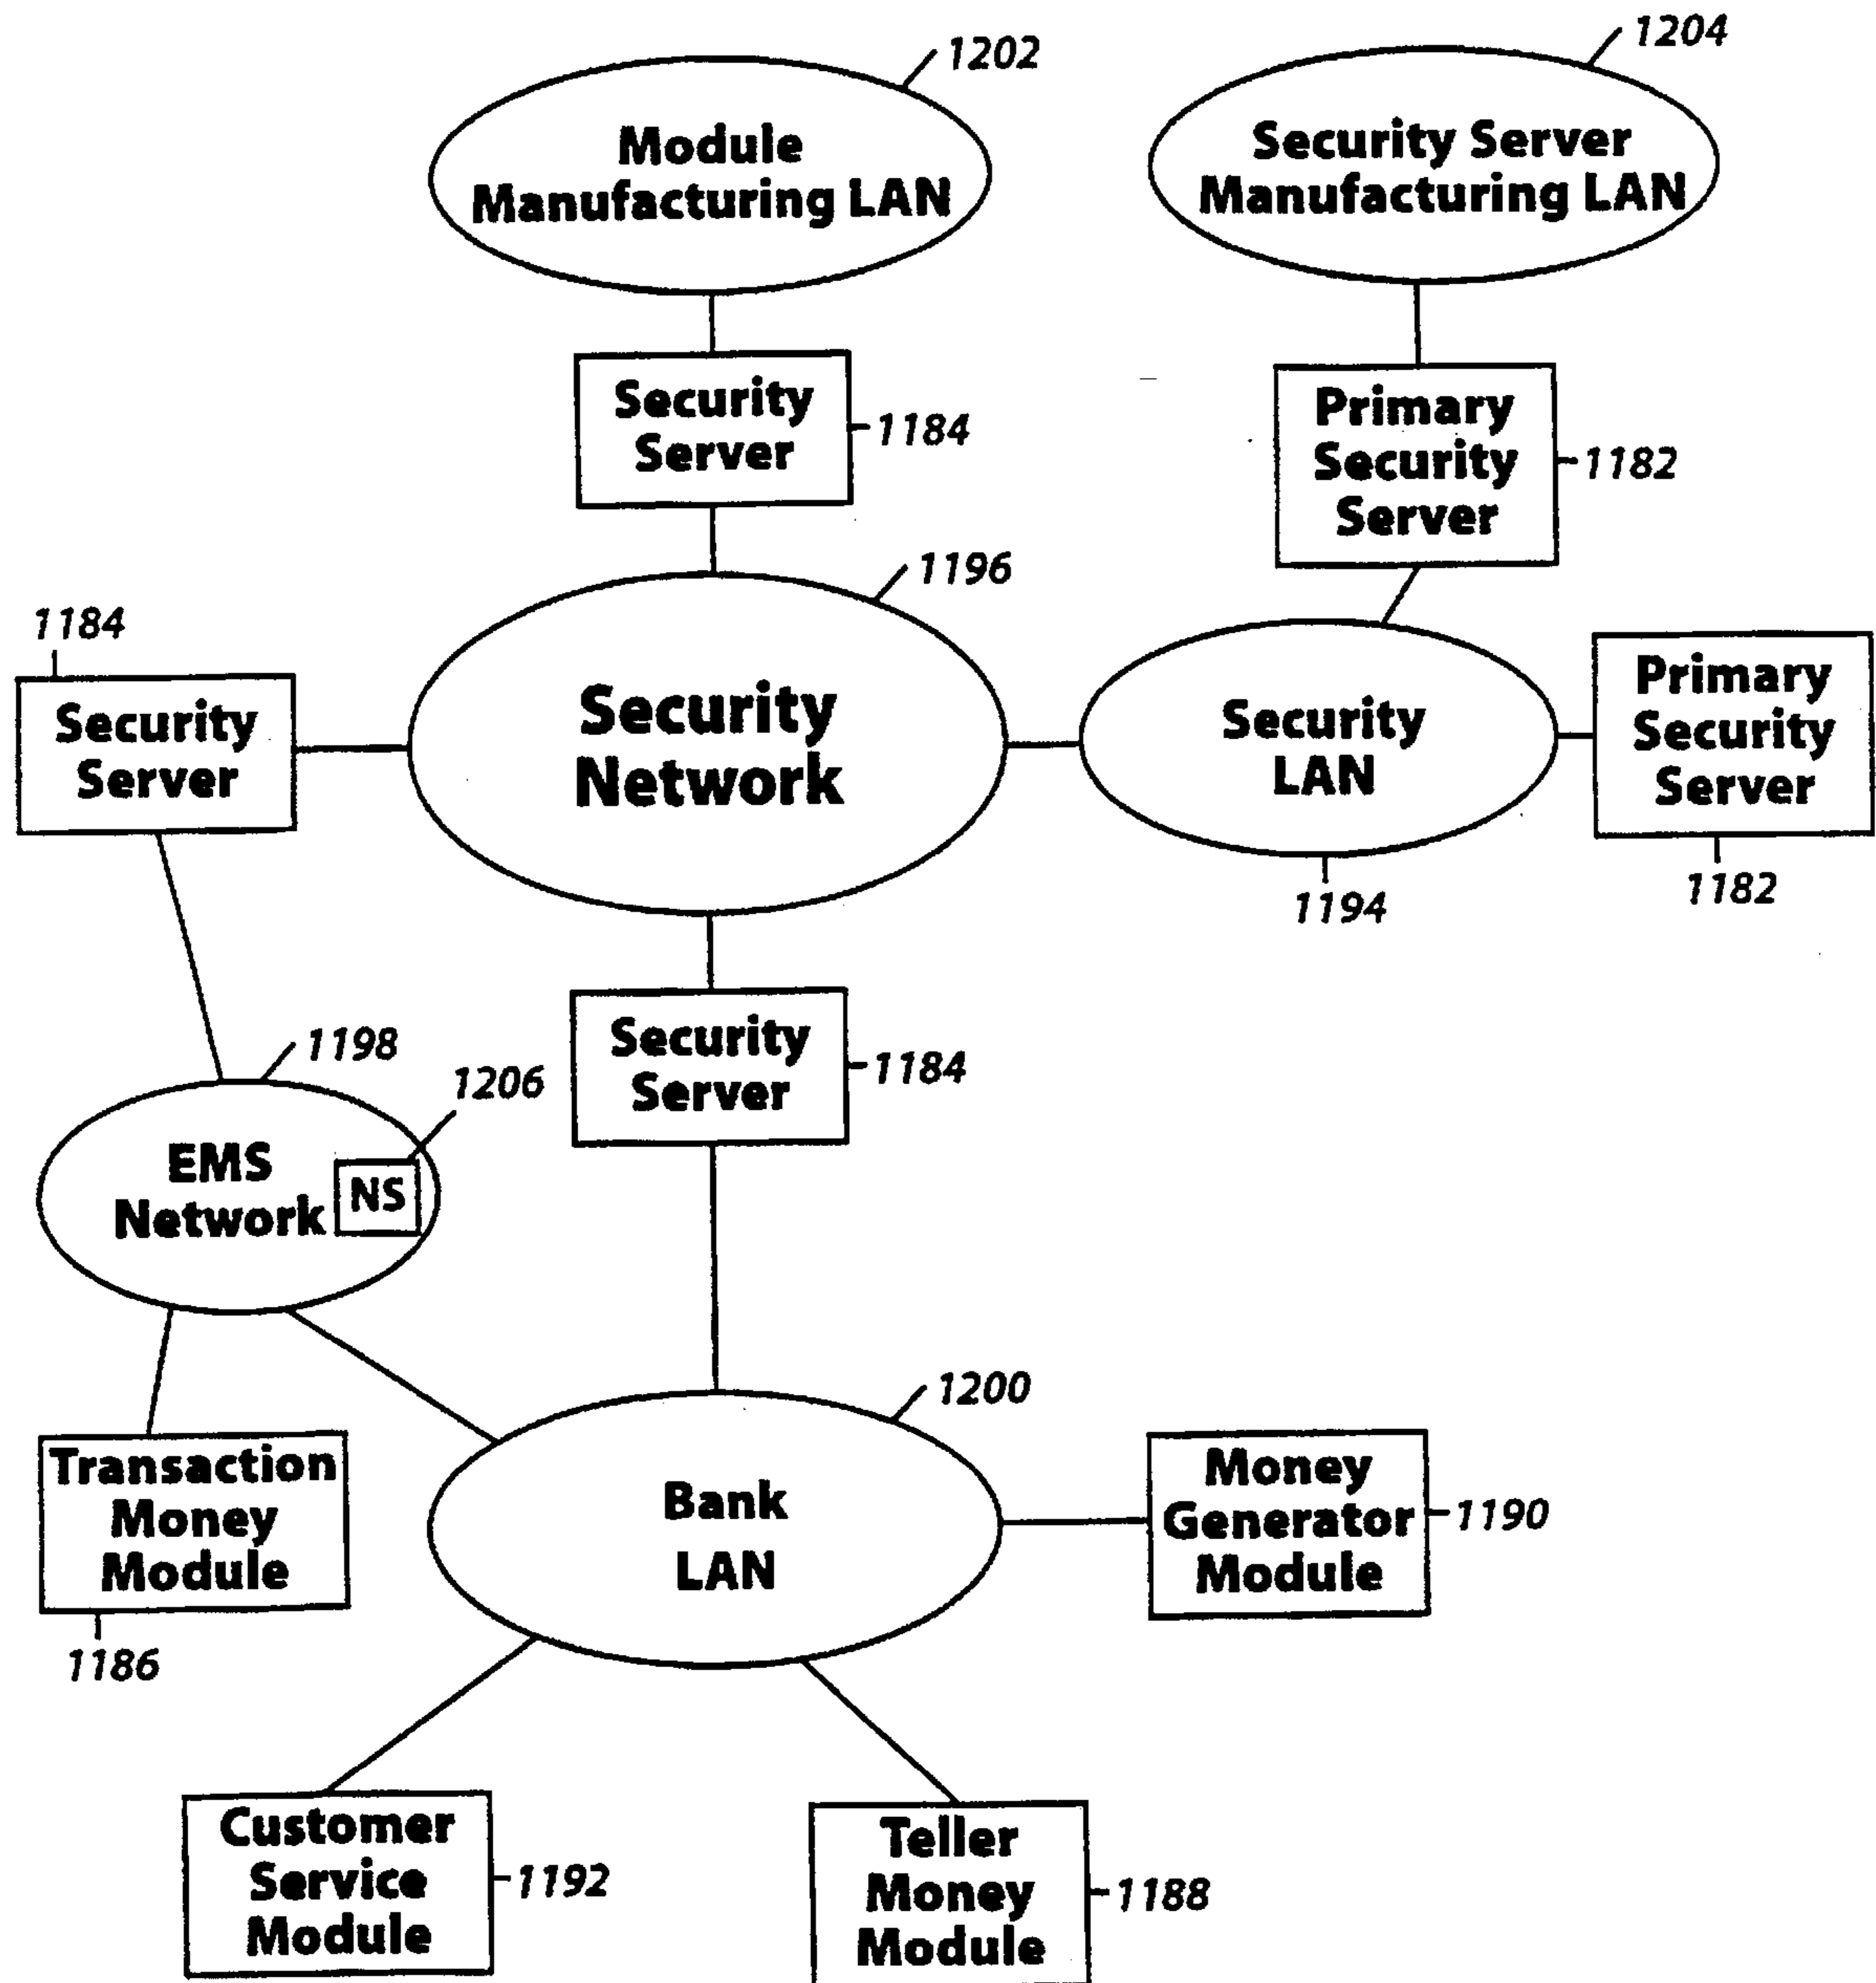 1202
Module
Manufacturing LAN
1204
Security Server
Manufacturing LAN
Security
Server
1184
Primary
Security
Server
1182
1196
Security
Network
1184
Security
Server
Security
LAN
1194
Primary
Security
Server
1182
Security
Server
1184
1198
1206
EMS
Network
NS
1200
Bank
LAN
Transaction
Money
Module
1186
Money
Generator
Module
1190
Customer
Service
Module
1192
Teller
Money
Module
1188